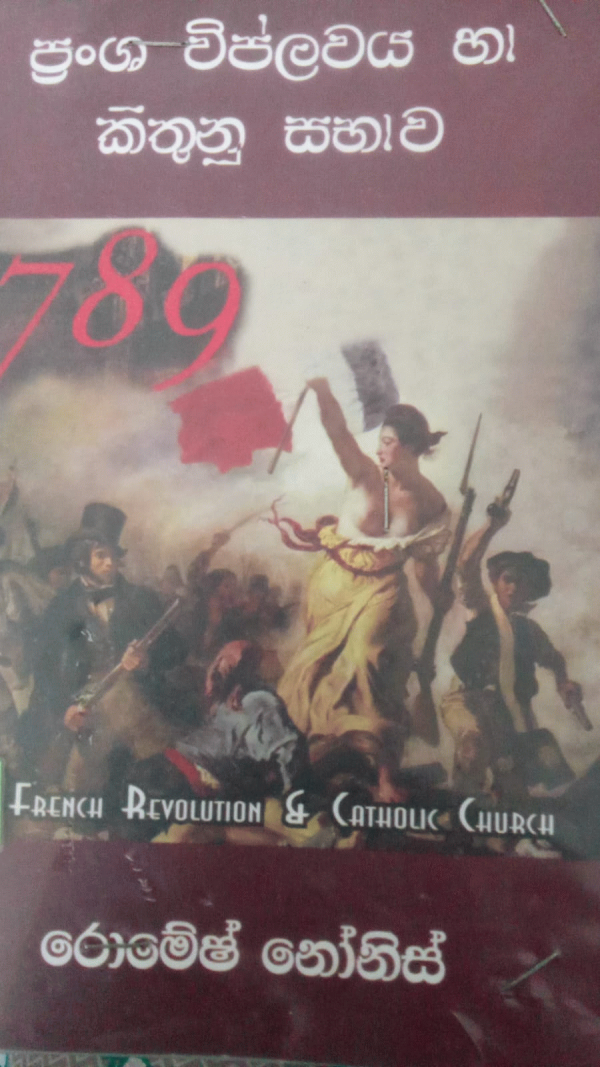 ප්‍රංශ විප්ලවය හා
කිතුනු සභාව
789
FRENCH REVOLUTION & CATHOLIC CHURCH
රොමේෂ් නෝනිස්